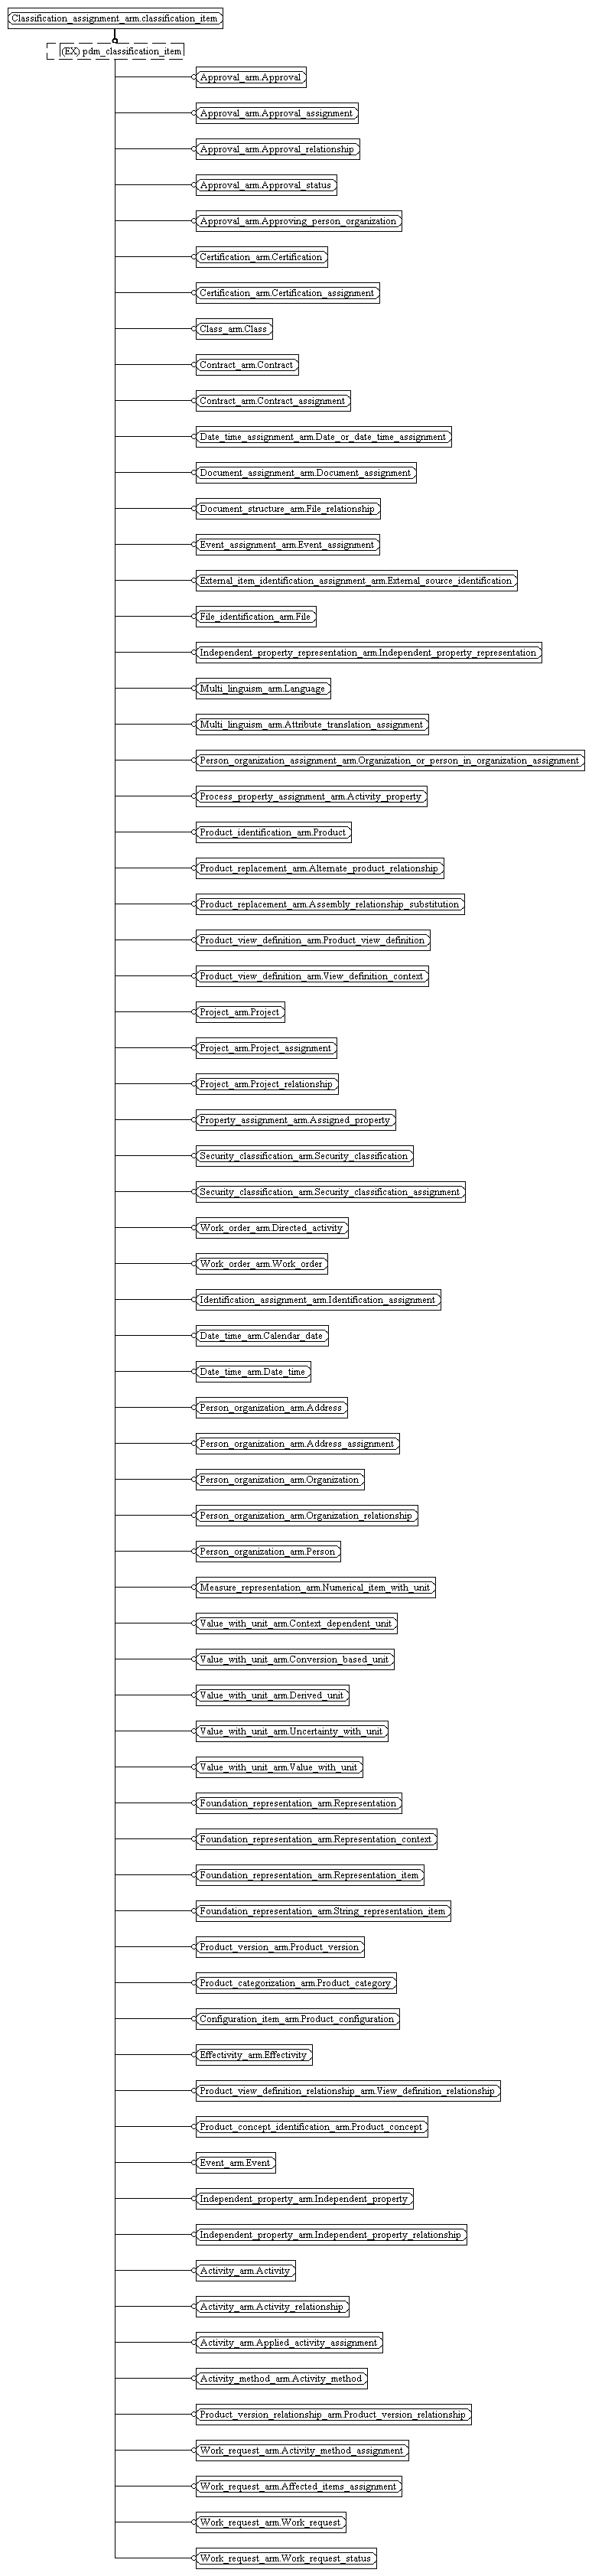 Classification_assignment_arm.classification_item
(EX) pdm_classification_item
Approval_arm.Approval
Approval_arm.Approval_assignment
Approval_arm.Approval_relationship
Approval_arm.Approval_status
Approval_arm.Approving_person_organization
Certification_arm.Certification
Certification_arm.Certification_assignment
Class_arm.Class
Contract_arm.Contract
Contract_arm.Contract_assignment
Date_time_assignment_arm.Date_or_date_time_assignment
Document_assignment_arm.Document_assignment
Document_structure_arm.File_relationship
Event_assignment_arm.Event_assignment
External_item_identification_assignment_arm.External_source_identification
File_identification_arm.File
Independent_property_representation_arm.Independent_property_representation
Multi_linguism_arm.Language
Multi_linguism_arm.Attribute_translation_assignment
Person_organization_assignment_arm.Organization_or_person_in_organization_assignment
Process_property_assignment_arm.Activity_property
Product_identification_arm.Product
Product_replacement_arm.Alternate_product_relationship
Product_replacement_arm.Assembly_relationship_substitution
Product_view_definition_arm.Product_view_definition
Product_view_definition_arm.View_definition_context
Project_arm.Project
Project_arm.Project_assignment
Project_arm.Project_relationship
Property_assignment_arm.Assigned_property
Security_classification_arm.Security_classification
Security_classification_arm.Security_classification_assignment
Work_order_arm.Directed_activity
Work_order_arm.Work_order
Identification_assignment_arm.Identification_assignment
Date_time_arm.Calendar_date
Date_time_arm.Date_time
Person_organization_arm.Address
Person_organization_arm.Address_assignment
Person_organization_arm.Organization
Person_organization_arm.Organization_relationship
Person_organization_arm.Person
Measure_representation_arm.Numerical_item_with_unit
Value_with_unit_arm.Context_dependent_unit
Value_with_unit_arm.Conversion_based_unit
Value_with_unit_arm.Derived_unit
Value_with_unit_arm.Uncertainty_with_unit
Value_with_unit_arm.Value_with_unit
Foundation_representation_arm.Representation
Foundation_representation_arm.Representation_context
Foundation_representation_arm.Representation_item
Foundation_representation_arm.String_representation_item
Product_version_arm.Product_version
Product_categorization_arm.Product_category
Configuration_item_arm.Product_configuration
Effectivity_arm.Effectivity
Product_view_definition_relationship_arm.View_definition_relationship
Product_concept_identification_arm.Product_concept
Event_arm.Event
Independent_property_arm.Independent_property
Independent_property_arm.Independent_property_relationship
Activity_arm.Activity
Activity_arm.Activity_relationship
Activity_arm.Applied_activity_assignment
Activity_method_arm.Activity_method
Product_version_relationship_arm.Product_version_relationship
Work_request_arm.Activity_method_assignment
Work_request_arm.Affected_items_assignment
Work_request_arm.Work_request
Work_request_arm.Work_request_status